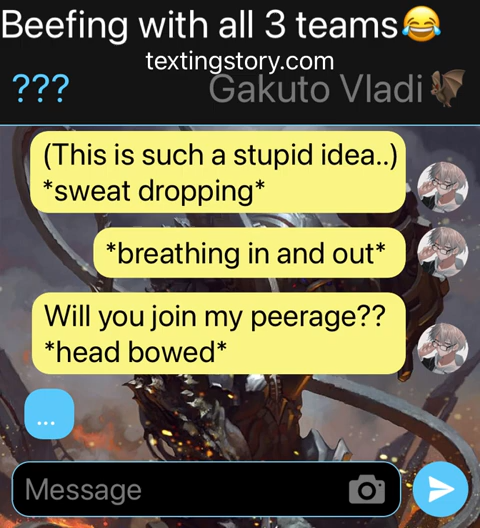 Beefing with all 3 teams😂
textingstory.com
???
Gakuto Vladi🦇
(This is such a stupid idea..)
*sweat dropping*
*breathing in and out*
Will you join my peerage??
*head bowed*
...
Message